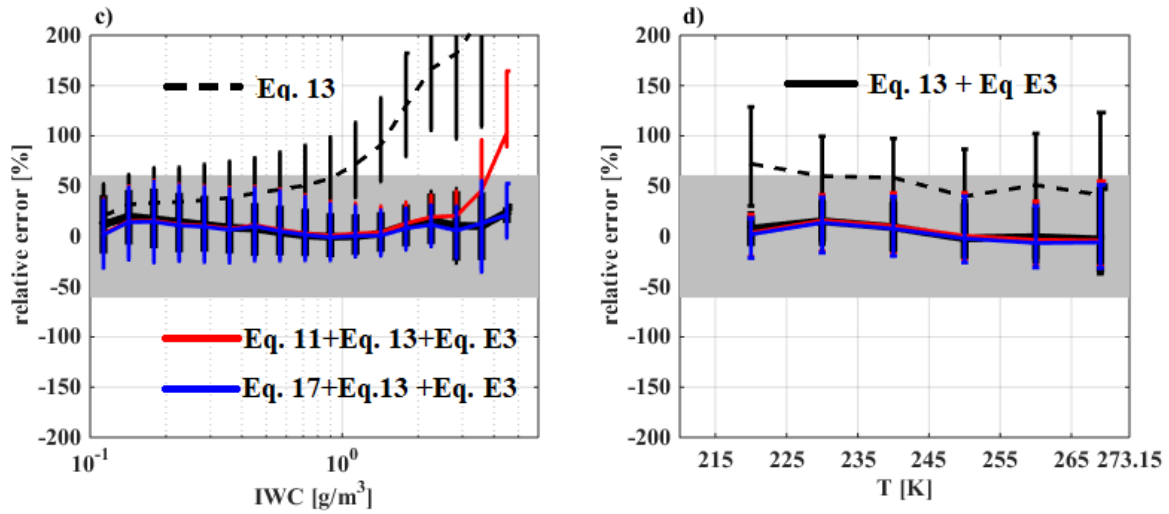 c)
200
150
100
50
0
-50
-100
-150
-200
relative error [%]
Eq. 13
Eq. 11+Eq. 13+Eq. E3
Eq. 17+Eq.13 +Eq. E3
10^-1
10^0
IWC [g/m^3]
d)
200
150
100
50
0
-50
-100
-150
-200
relative error [%]
Eq. 13 + Eq E3
215
225
235
245
255
265
273.15
T [K]